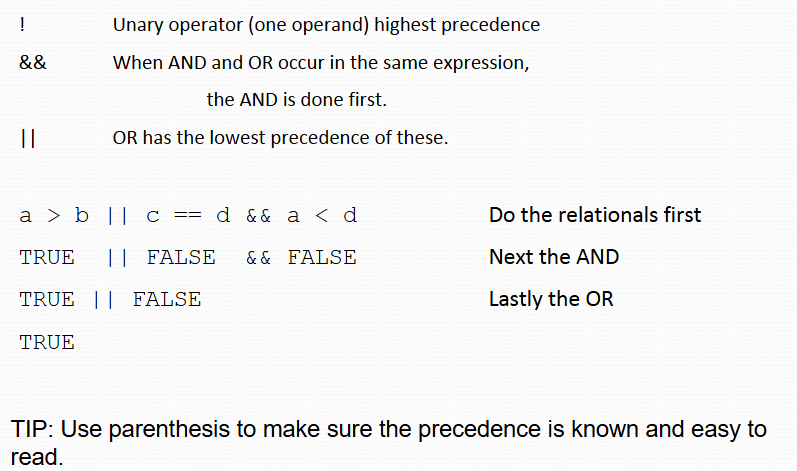 ! Unary operator (one operand) highest precedence
&& When AND and OR occur in the same expression,
the AND is done first.
|| OR has the lowest precedence of these.
a > b || c == d && a < d Do the relationals first
TRUE || FALSE && FALSE Next the AND
TRUE || FALSE Lastly the OR
TRUE
TIP: Use parenthesis to make sure the precedence is known and easy to
read.